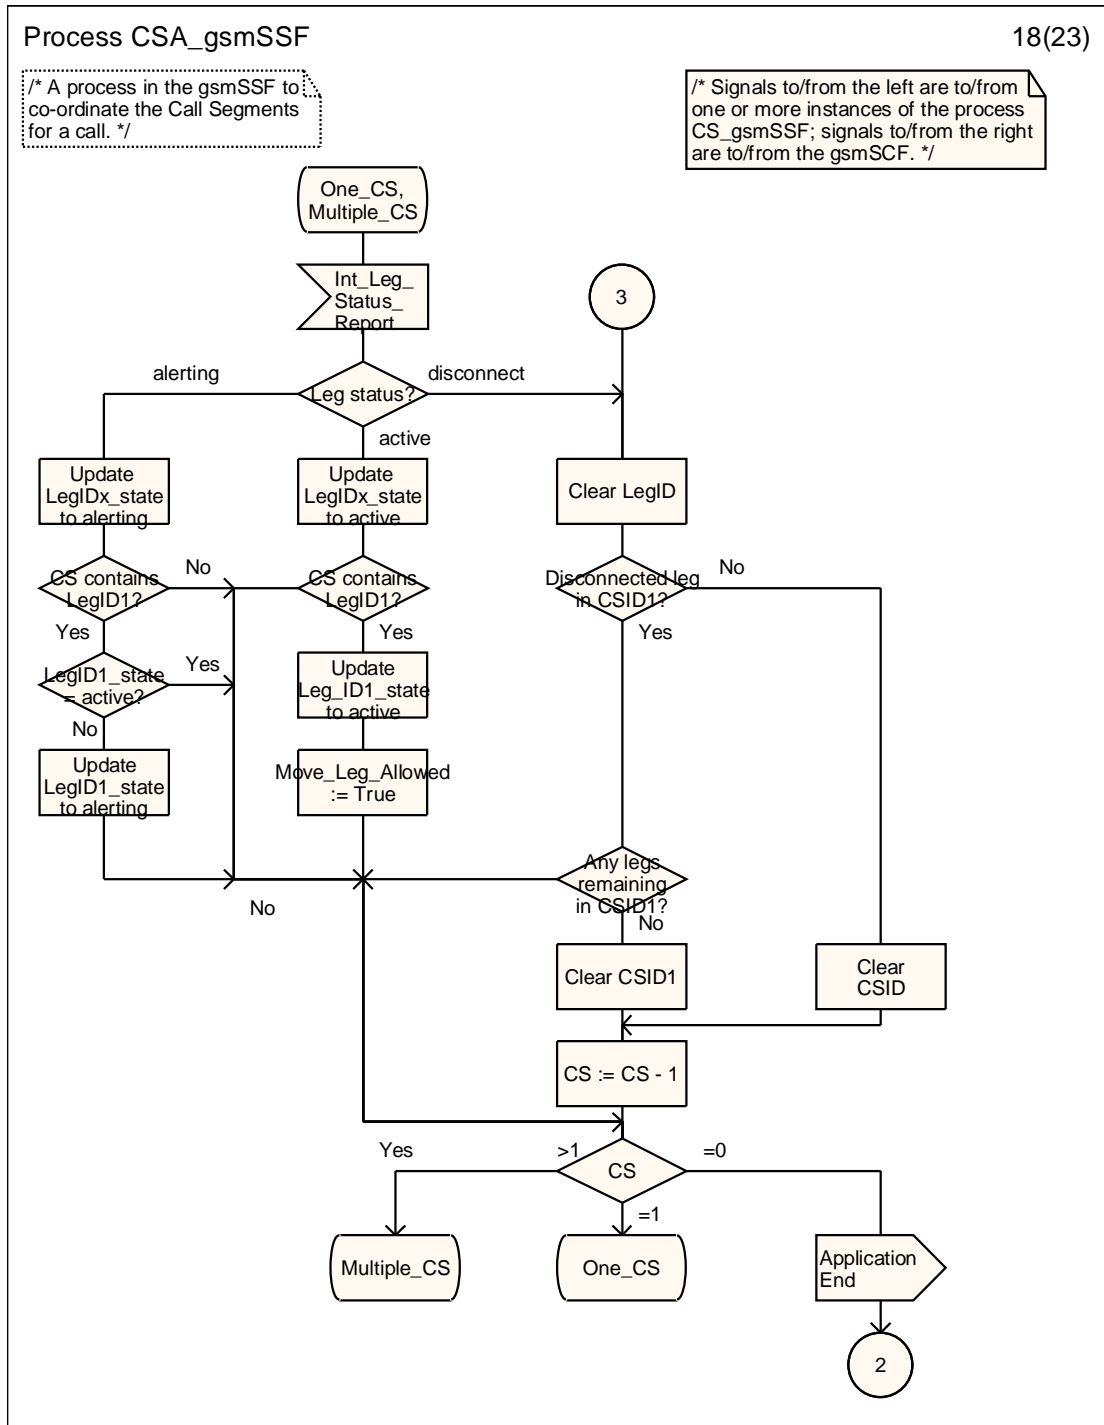 Process CSA_gsmSSF
18(23)
/* A process in the gsmSSF to
co-ordinate the Call Segments
for a call. */
/* Signals to/from the left are to/from
one or more instances of the process
CS_gsmSSF; signals to/from the right
are to/from the gsmSCF. */
One_CS,
Multiple_CS
Int_Leg_
Status_
Report
3
alerting
Leg status?
disconnect
active
Update
LegIDx_state
to alerting
Update
LegIDx_state
to active
Clear LegID
CS contains
LegID1?
No
CS contains
LegID1?
Disconnected leg
in CSID1?
No
Yes
Yes
Yes
LegID1_state
= active?
Yes
Update
Leg_ID1_state
to active
No
Update
LegID1_state
to alerting
Move_Leg_Allowed
:= True
Any legs
remaining
in CSID1?
No
No
Clear CSID1
Clear
CSID
CS := CS - 1
Yes
>1
CS
=0
=1
Multiple_CS
One_CS
Application
End
2